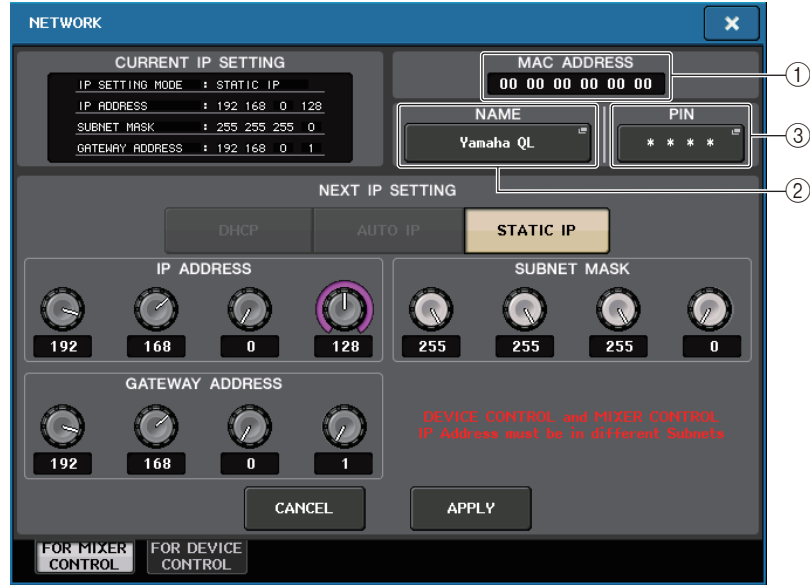 NETWORK
×
CURRENT IP SETTING
IP SETTING MODE : STATIC IP
IP ADDRESS : 192 168 0 128
SUBNET MASK : 255 255 255 0
GATEWAY ADDRESS : 192 168 0 1
MAC ADDRESS
00 00 00 00 00 00
①
NAME
Yamaha QL
PIN
* * * *
③
②
NEXT IP SETTING
DHCP
AUTO IP
STATIC IP
IP ADDRESS
192 168 0 128
SUBNET MASK
255 255 255 0
GATEWAY ADDRESS
192 168 0 1
DEVICE CONTROL and MIXER CONTROL
IP Address must be in different Subnets
CANCEL
APPLY
FOR MIXER
CONTROL
FOR DEVICE
CONTROL